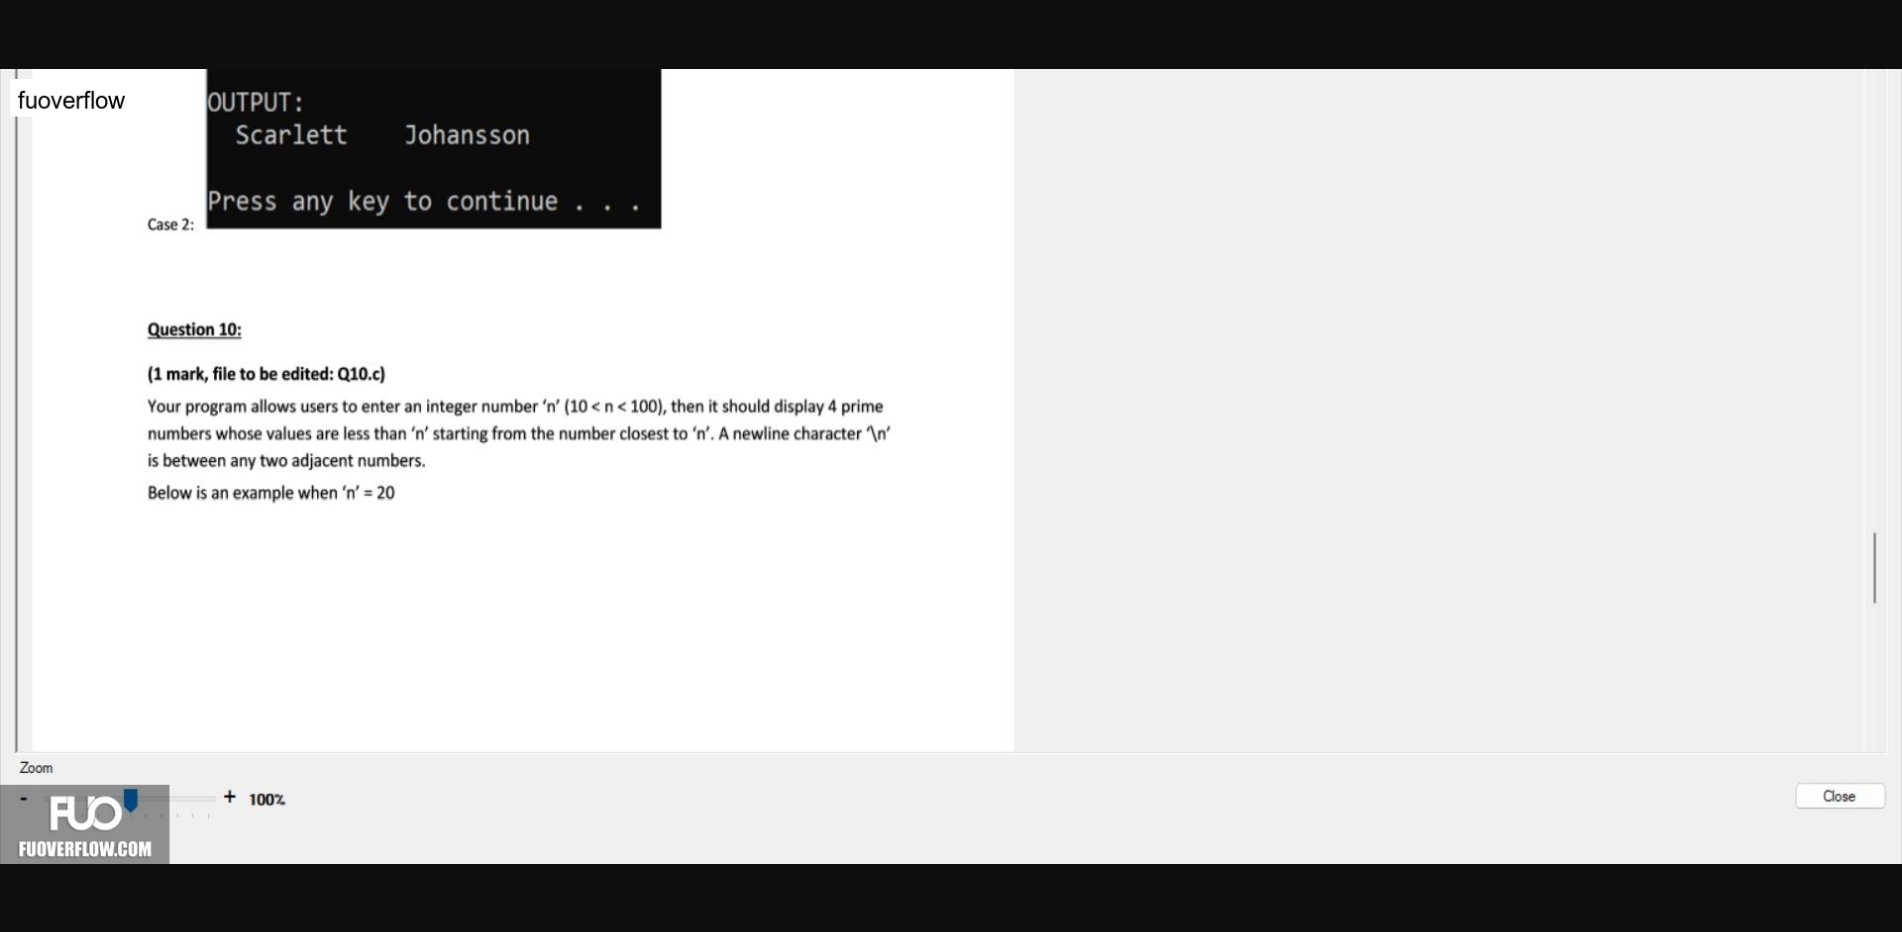 fuoverflow
OUTPUT:
Scarlett Johansson
Press any key to continue . . .
Case 2:
Question 10:
(1 mark, file to be edited: Q10.c)
Your program allows users to enter an integer number ‘n’ (10 < n < 100), then it should display 4 prime
numbers whose values are less than ‘n’ starting from the number closest to ‘n’. A newline character ‘\n’
is between any two adjacent numbers.
Below is an example when ‘n’ = 20
Zoom
- + 100%
Close
FUO
FUOVERFLOW.COM